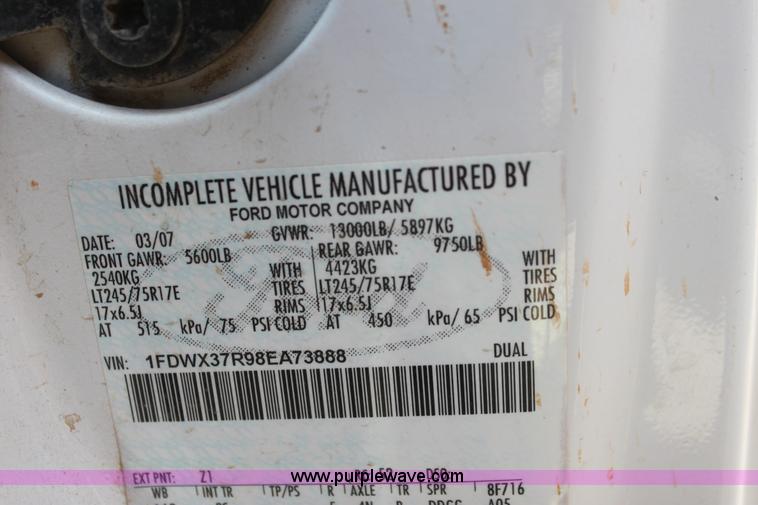 INCOMPLETE VEHICLE MANUFACTURED BY
FORD MOTOR COMPANY
DATE: 03/07 GVWR: 13000LB/ 5897KG
FRONT GAWR: 5600LB REAR GAWR: 9750LB
2540KG WITH 4423KG WITH
LT245/75R17E TIRES LT245/75R17E TIRES
17x6.5J RIMS 17x6.5J RIMS
AT 515 kPa/ 75 PSI COLD AT 450 kPa/ 65 PSI COLD
VIN: 1FDWX37R98EA73888 DUAL
EXT PNT: Z1 DSO
www.purplewave.com
WB INT TR TP/PS R AXLE TR SPR 8F716